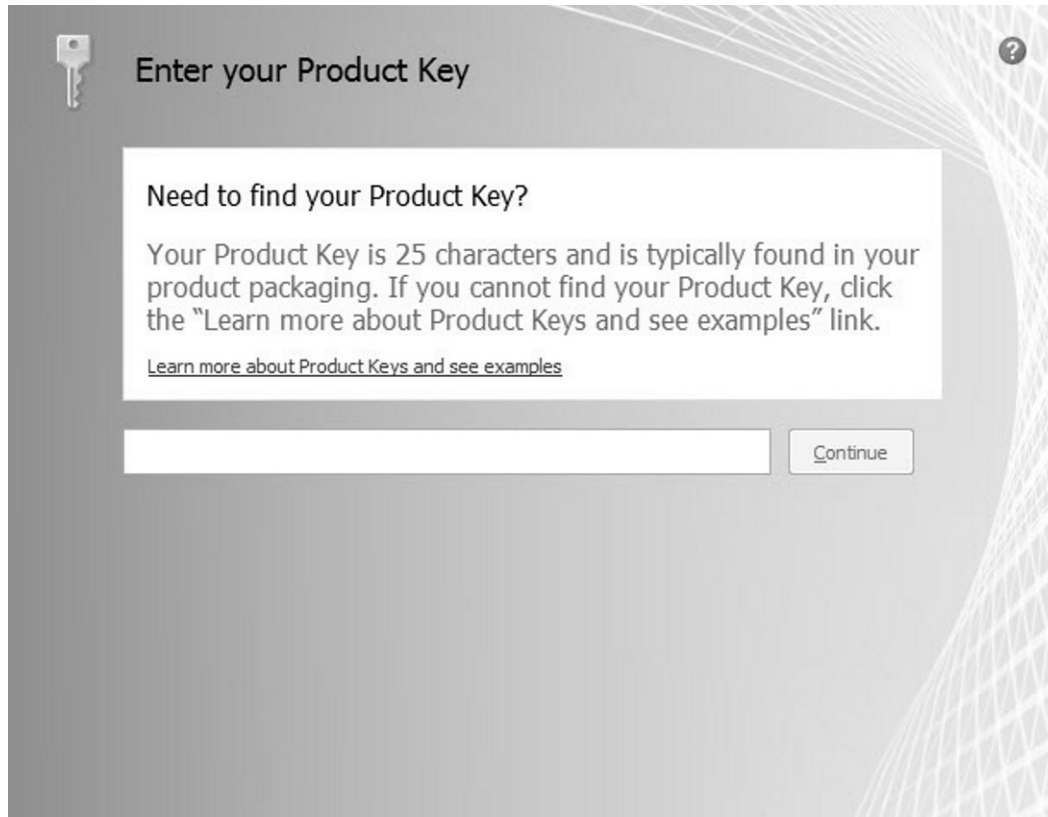 Enter your Product Key
?
Need to find your Product Key?
Your Product Key is 25 characters and is typically found in your
product packaging. If you cannot find your Product Key, click
the “Learn more about Product Keys and see examples” link.
Learn more about Product Keys and see examples
Continue